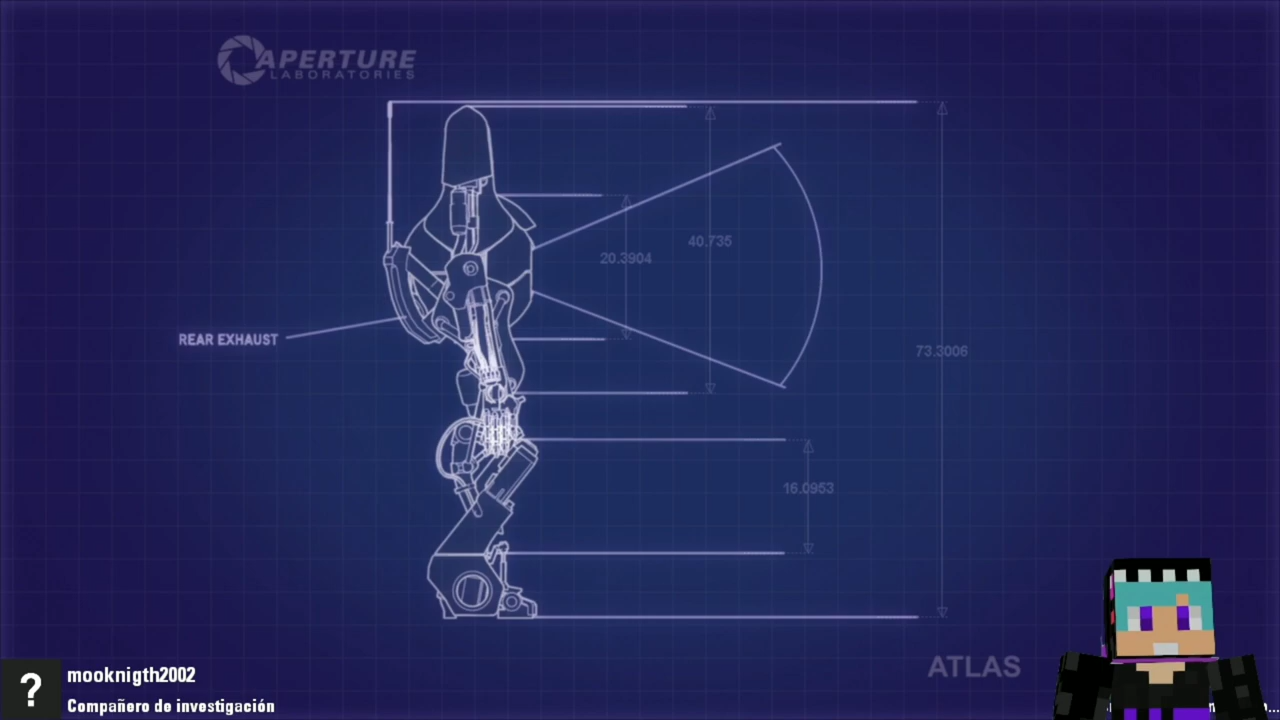 APERTURE
LABORATORIES
40.735
20.3904
REAR EXHAUST
73.3006
16.0953
ATLAS
?
mooknigth2002
Compañero de investigación